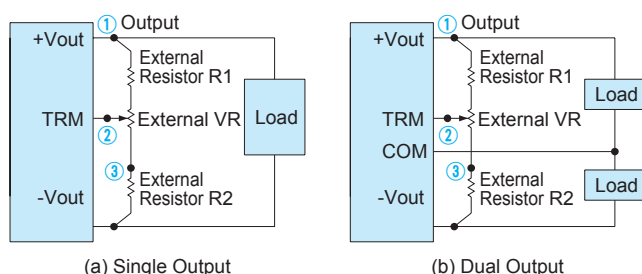 ① Output
+Vout
External
Resistor R1
TRM
②
External VR
Load
③
External
Resistor R2
-Vout
(a) Single Output
① Output
+Vout
External
Resistor R1
Load
TRM
②
External VR
COM
③
External
Resistor R2
Load
-Vout
(b) Dual Output